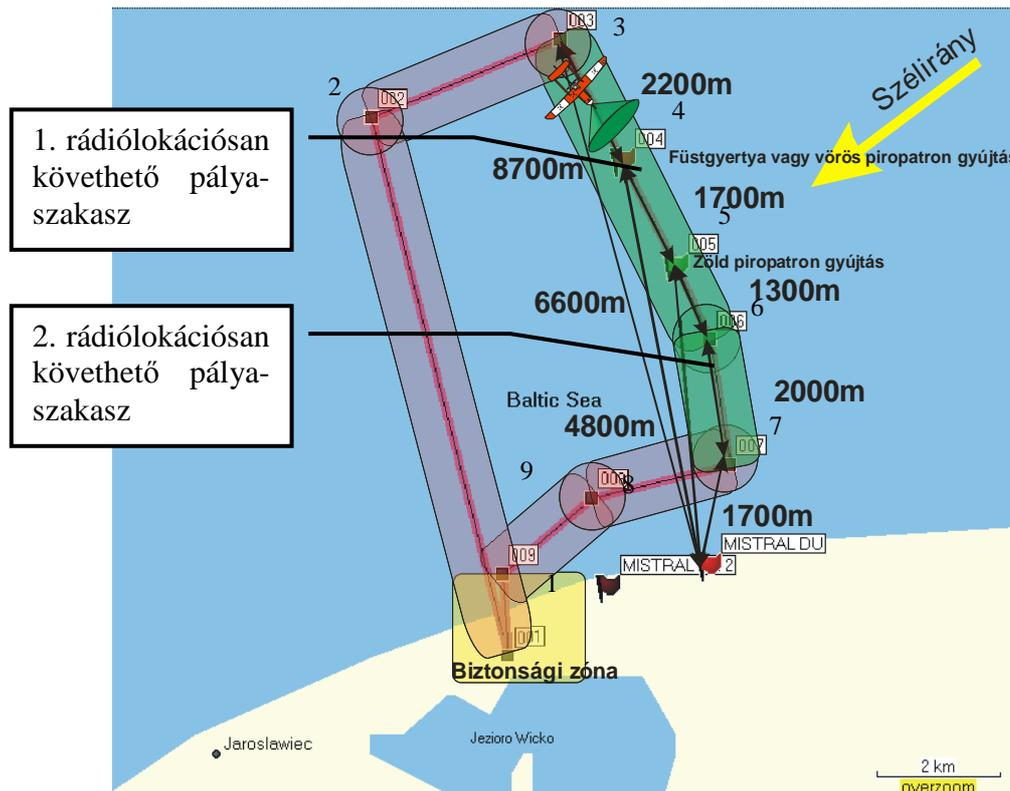 003
3
2
002
2200m
Szélirány
4
1. rádiólokációsan
követhető pálya-
szakasz
004
8700m
Füstgyertya vagy vörös piropatron gyújtás
1700m
5
005
Zöld piropatron gyújtás
1300m
6600m
6
006
2. rádiólokációsan
követhető pálya-
szakasz
Baltic Sea
2000m
4800m
7
007
9
008
8
1700m
MISTRAL DU
009
MISTRAL
2
1
001
Biztonsági zóna
Jaroslawiec
Jezioro Wicko
2 km
overzoom